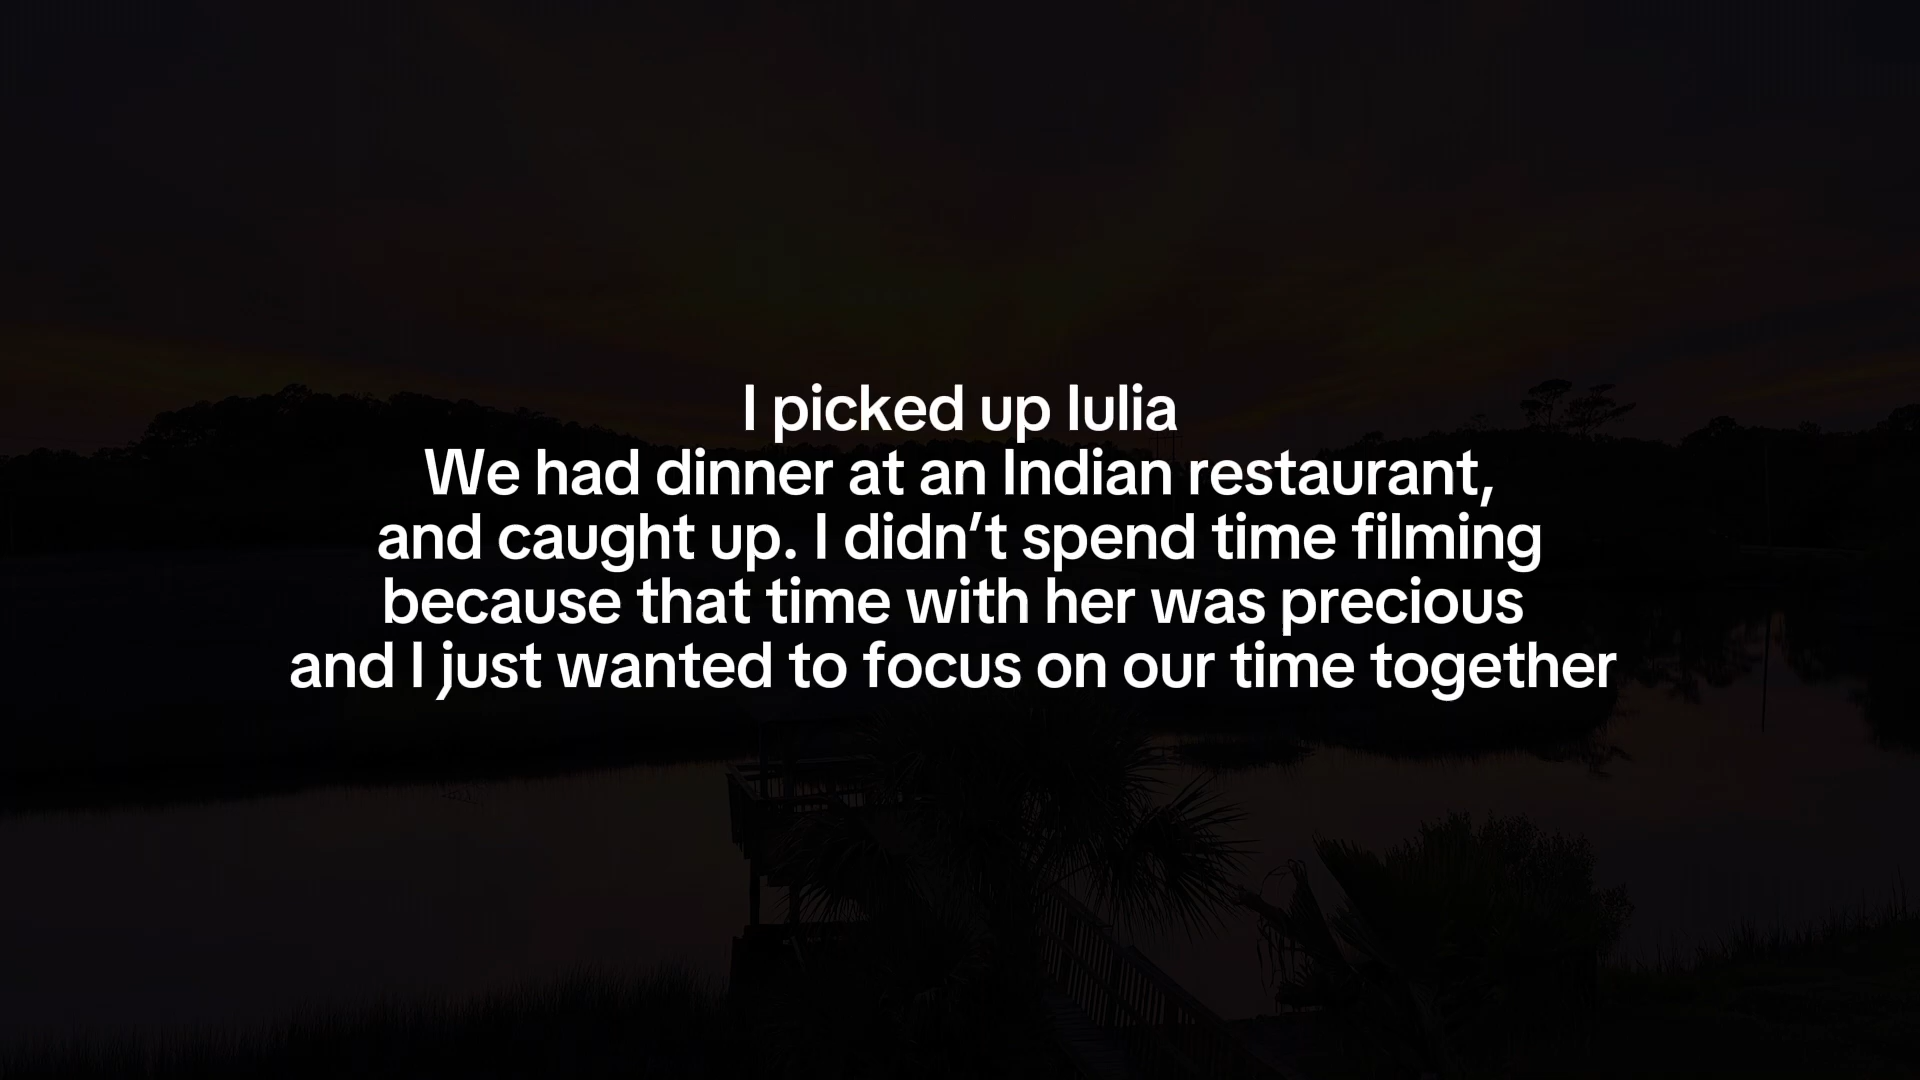 I picked up Iulia
We had dinner at an Indian restaurant,
and caught up. I didn’t spend time filming
because that time with her was precious
and I just wanted to focus on our time together